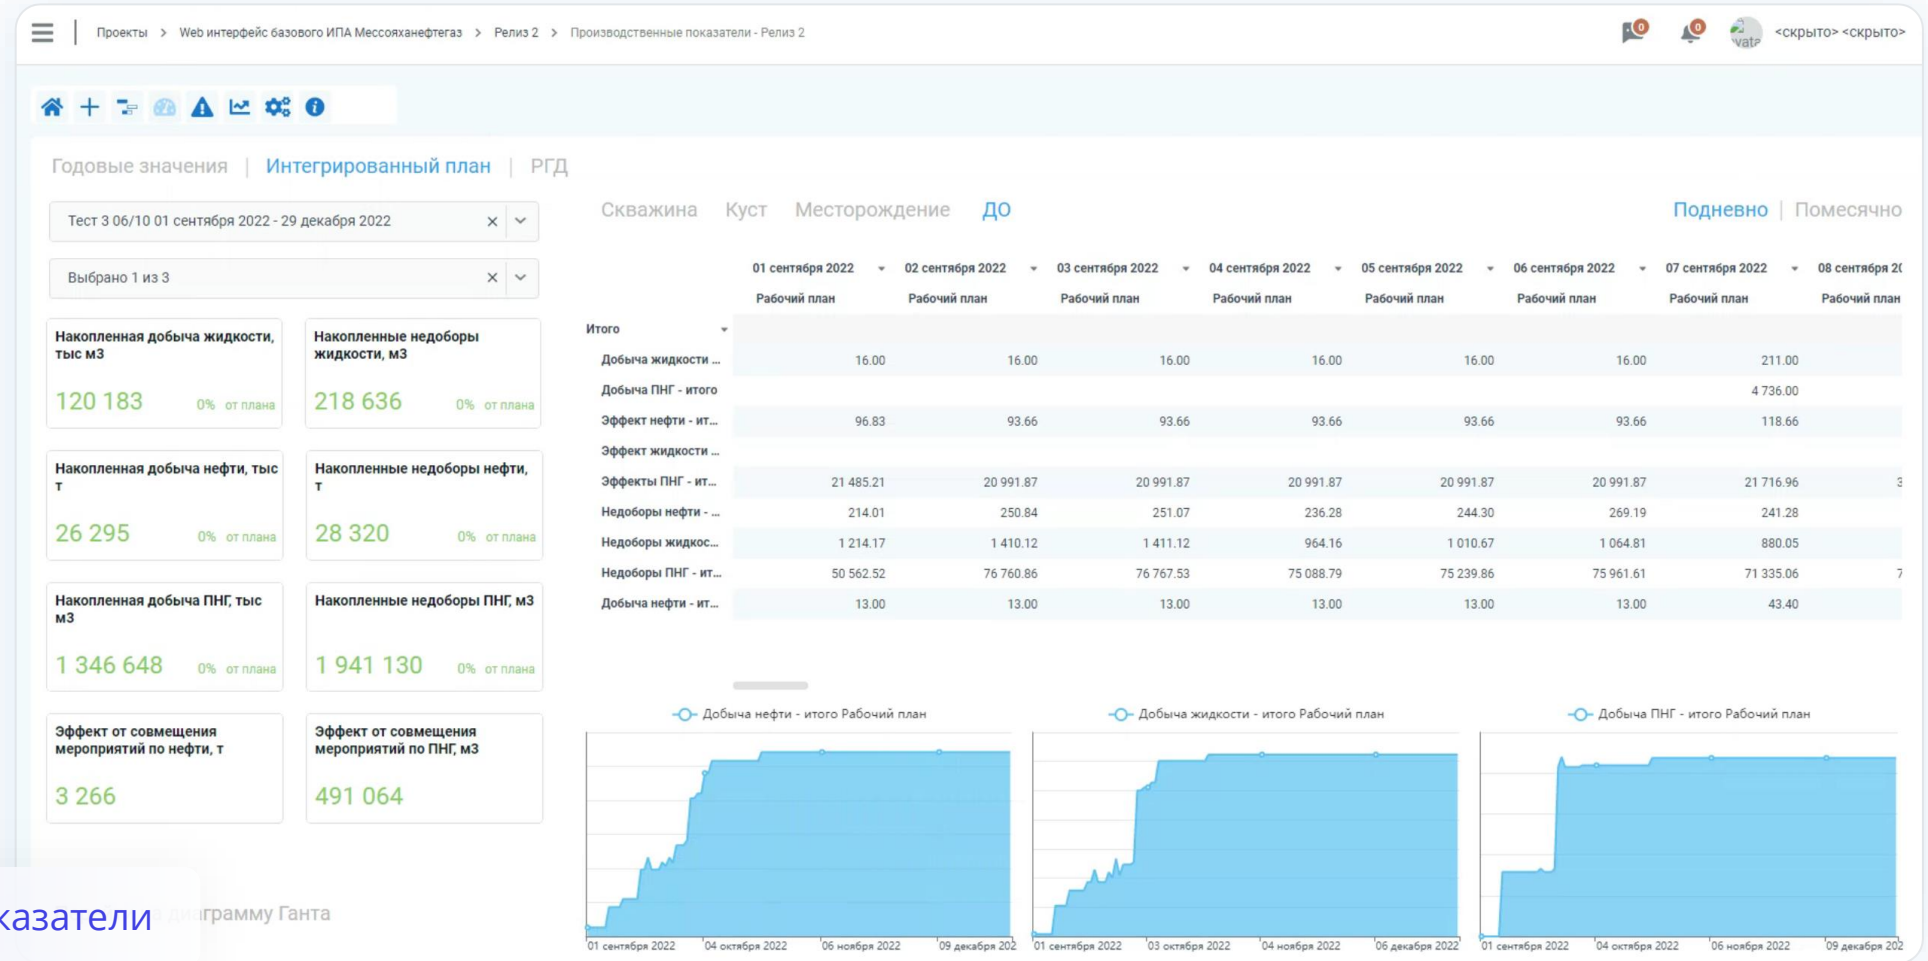 Проекты > Web интерфейс базового ИПА Мессояханефтегаз > Релиз 2 > Производственные показатели - Релиз 2
0 0 <скрыто> <скрыто>
Годовые значения | Интегрированный план | РГД
Тест 3 06/10 01 сентября 2022 - 29 декабря 2022
Выбрано 1 из 3
Накопленная добыча жидкости,
тыс м3
120 183 0% от плана
Накопленные недоборы
жидкости, м3
218 636 0% от плана
Накопленная добыча нефти, тыс
т
26 295 0% от плана
Накопленные недоборы нефти,
т
28 320 0% от плана
Накопленная добыча ПНГ, тыс
м3
1 346 648 0% от плана
Накопленные недоборы ПНГ, м3
1 941 130 0% от плана
Эффект от совмещения
мероприятий по нефти, т
3 266
Эффект от совмещения
мероприятий по ПНГ, м3
491 064
Скважина Куст Месторождение ДО
Подневно | Помесячно
01 сентября 2022 02 сентября 2022 03 сентября 2022 04 сентября 2022 05 сентября 2022 06 сентября 2022 07 сентября 2022 08 сентября 20
Рабочий план Рабочий план Рабочий план Рабочий план Рабочий план Рабочий план Рабочий план Рабочий план
Итого
Добыча жидкости ... 16.00 16.00 16.00 16.00 16.00 16.00 211.00
Добыча ПНГ - итого 4 736.00
Эффект нефти - ит... 96.83 93.66 93.66 93.66 93.66 93.66 118.66
Эффект жидкости ...
Эффекты ПНГ - ит... 21 485.21 20 991.87 20 991.87 20 991.87 20 991.87 20 991.87 21 716.96 3
Недоборы нефти - ... 214.01 250.84 251.07 236.28 244.30 269.19 241.28
Недоборы жидкос... 1 214.17 1 410.12 1 411.12 964.16 1 010.67 1 064.81 880.05
Недоборы ПНГ - ит... 50 562.52 76 760.86 76 767.53 75 088.79 75 239.86 75 961.61 71 335.06 7
Добыча нефти - ит... 13.00 13.00 13.00 13.00 13.00 13.00 43.40
Добыча нефти - итого Рабочий план
01 сентября 2022 04 октября 2022 06 ноября 2022 09 декабря 202
Добыча жидкости - итого Рабочий план
01 сентября 2022 03 октября 2022 04 ноября 2022 06 декабря 2022
Добыча ПНГ - итого Рабочий план
01 сентября 2022 04 октября 2022 06 ноября 2022 09 декабря 202
казатели
грамму Ганта